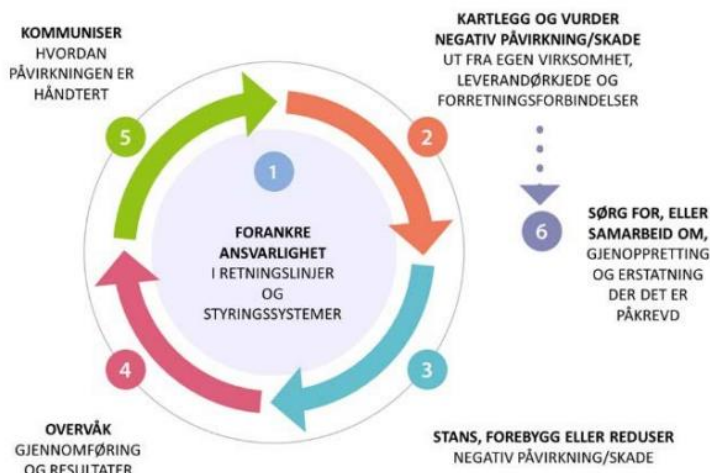 1
FORANKRE
ANSVARLIGHET
I RETNINGSLINJER
OG
STYRINGSSYSTEMER
2
KARTLEGG OG VURDER
NEGATIV PÅVIRKNING/SKADE
UT FRA EGEN VIRKSOMHET,
LEVERANDØRKJEDE OG
FORRETNINGSFORBINDELSER
3
STANS, FOREBYGG ELLER REDUSER
NEGATIV PÅVIRKNING/SKADE
4
OVERVÅK
GJENNOMFØRING
OG RESULTATER
5
KOMMUNISER
HVORDAN
PÅVIRKNINGEN ER
HÅNDTERT
6
SØRG FOR, ELLER
SAMARBEID OM,
GJENOPPRETTING
OG ERSTATNING
DER DET ER
PÅKREVD